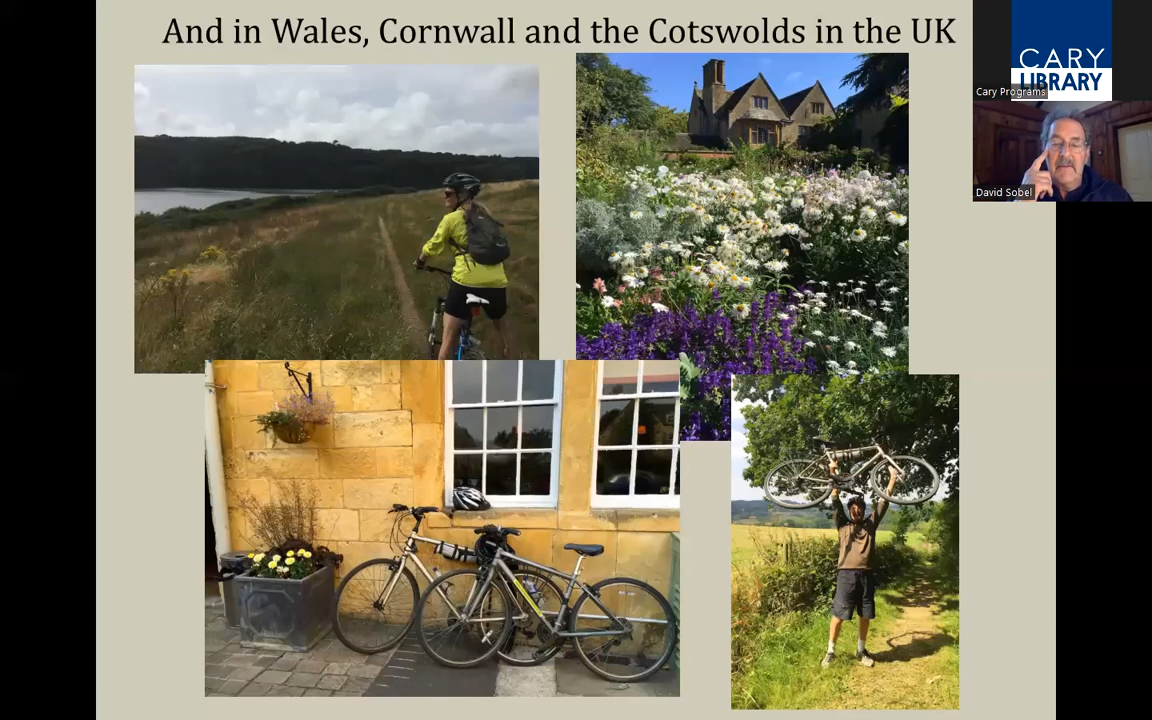 And in Wales, Cornwall and the Cotswolds in the UK
CARY
LIBRARY
Cary Programs
David Sobel